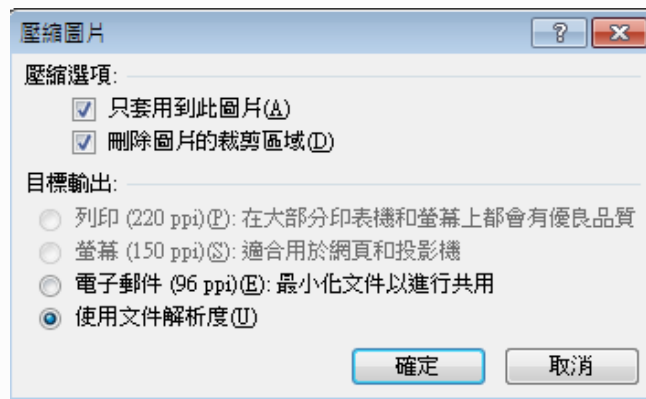 壓縮圖片
壓縮選項:
只套用到此圖片(A)
刪除圖片的裁剪區域(D)
目標輸出:
列印 (220 ppi)(P): 在大部分印表機和螢幕上都會有優良品質
螢幕 (150 ppi)(S): 適合用於網頁和投影機
電子郵件 (96 ppi)(E): 最小化文件以進行共用
使用文件解析度(U)
確定 取消